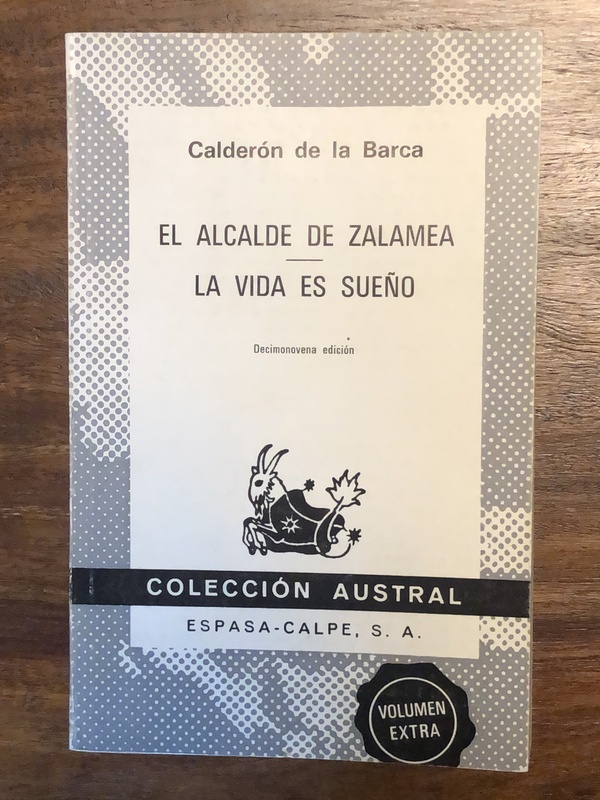 Calderón de la Barca
EL ALCALDE DE ZALAMEA
LA VIDA ES SUEÑO
Decimonovena edición
COLECCIÓN AUSTRAL
ESPASA-CALPE, S. A.
VOLUMEN
EXTRA